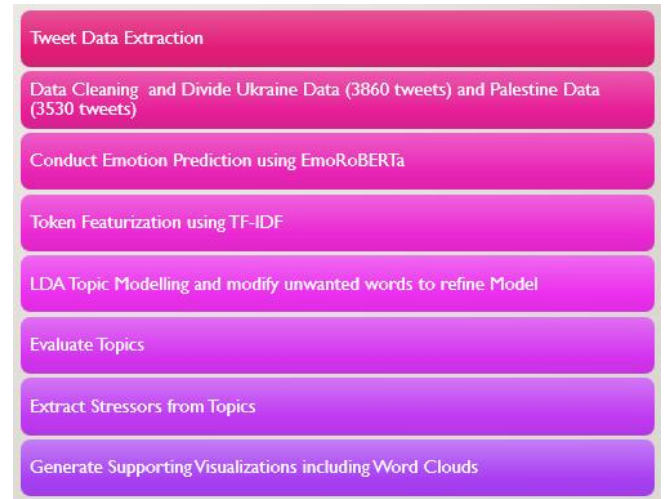 Tweet Data Extraction
Data Cleaning and Divide Ukraine Data (3860 tweets) and Palestine Data
(3530 tweets)
Conduct Emotion Prediction using EmoRoBERTa
Token Featurization using TF-IDF
LDA Topic Modelling and modify unwanted words to refine Model
Evaluate Topics
Extract Stressors from Topics
Generate Supporting Visualizations including Word Clouds